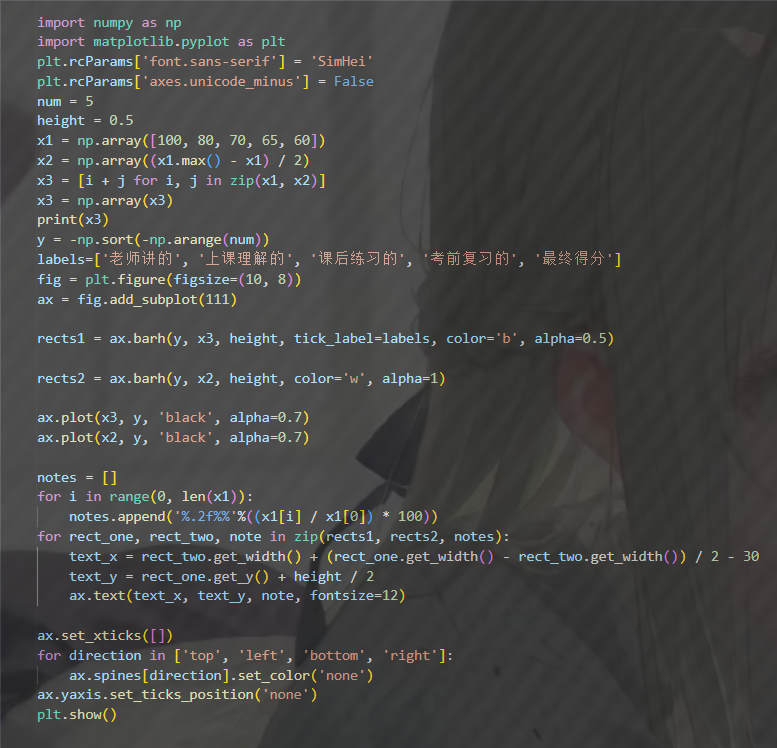 import numpy as np
import matplotlib.pyplot as plt
plt.rcParams['font.sans-serif'] = 'SimHei'
plt.rcParams['axes.unicode_minus'] = False
num = 5
height = 0.5
x1 = np.array([100, 80, 70, 65, 60])
x2 = np.array((x1.max() - x1) / 2)
x3 = [i + j for i, j in zip(x1, x2)]
x3 = np.array(x3)
print(x3)
y = -np.sort(-np.arange(num))
labels=['老师讲的', '上课理解的', '课后练习的', '考前复习的', '最终得分']
fig = plt.figure(figsize=(10, 8))
ax = fig.add_subplot(111)
rects1 = ax.barh(y, x3, height, tick_label=labels, color='b', alpha=0.5)
rects2 = ax.barh(y, x2, height, color='w', alpha=1)
ax.plot(x3, y, 'black', alpha=0.7)
ax.plot(x2, y, 'black', alpha=0.7)
notes = []
for i in range(0, len(x1)):
    notes.append('%.2f%%'%((x1[i] / x1[0]) * 100))
for rect_one, rect_two, note in zip(rects1, rects2, notes):
    text_x = rect_two.get_width() + (rect_one.get_width() - rect_two.get_width()) / 2 - 30
    text_y = rect_one.get_y() + height / 2
    ax.text(text_x, text_y, note, fontsize=12)
ax.set_xticks([])
for direction in ['top', 'left', 'bottom', 'right']:
    ax.spines[direction].set_color('none')
ax.yaxis.set_ticks_position('none')
plt.show()